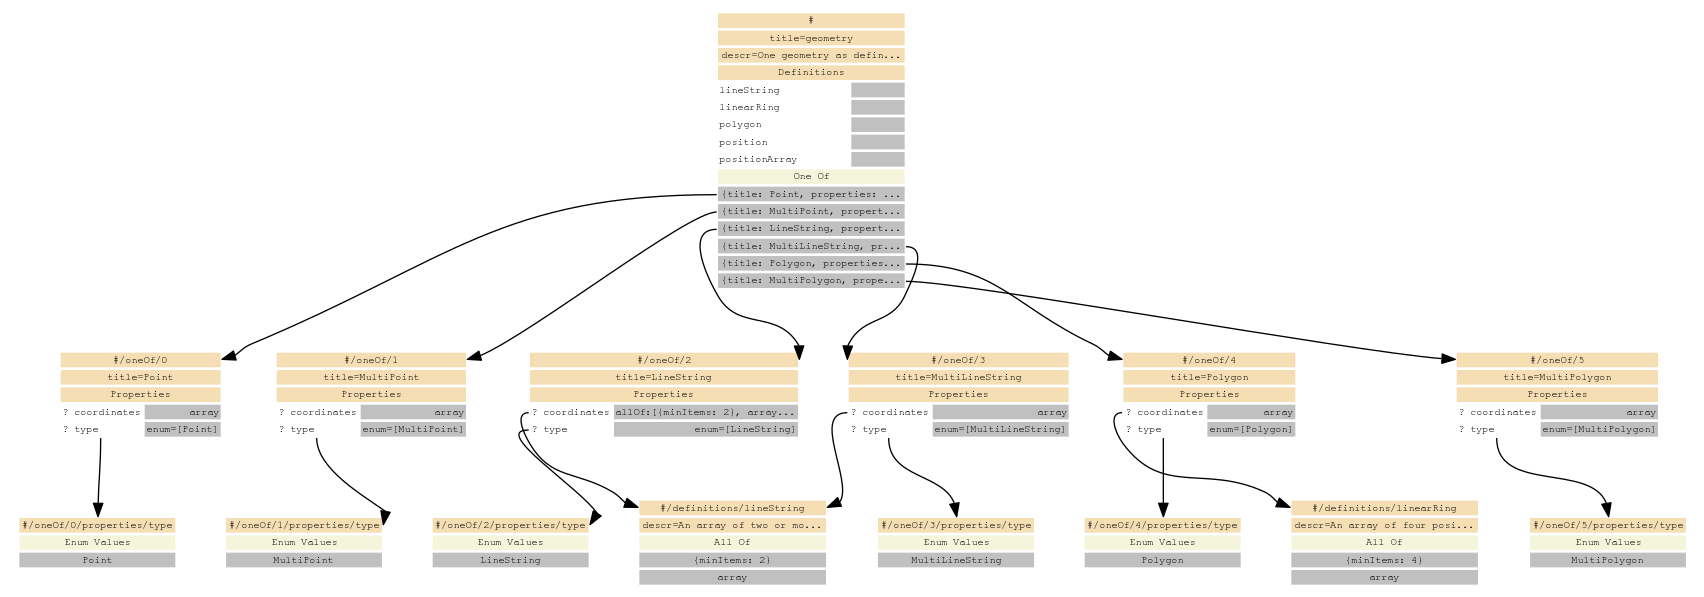 #
title=geometry
descr=One geometry as defin...
Definitions
lineString
linearRing
polygon
position
positionArray
One Of
{title: Point, properties: ...
{title: MultiPoint, propert...
{title: LineString, propert...
{title: MultiLineString, pr...
{title: Polygon, properties...
{title: MultiPolygon, prope...
#/oneOf/0
title=Point
Properties
? coordinates array
? type enum=[Point]
#/oneOf/1
title=MultiPoint
Properties
? coordinates array
? type enum=[MultiPoint]
#/oneOf/2
title=LineString
Properties
? coordinates allOf:[{minItems: 2}, array...
? type enum=[LineString]
#/oneOf/3
title=MultiLineString
Properties
? coordinates array
? type enum=[MultiLineString]
#/oneOf/4
title=Polygon
Properties
? coordinates array
? type enum=[Polygon]
#/oneOf/5
title=MultiPolygon
Properties
? coordinates array
? type enum=[MultiPolygon]
#/oneOf/0/properties/type
Enum Values
Point
#/oneOf/1/properties/type
Enum Values
MultiPoint
#/oneOf/2/properties/type
Enum Values
LineString
#/definitions/lineString
descr=An array of two or mo...
All Of
{minItems: 2}
array
#/oneOf/3/properties/type
Enum Values
MultiLineString
#/oneOf/4/properties/type
Enum Values
Polygon
#/definitions/linearRing
descr=An array of four posi...
All Of
{minItems: 4}
array
#/oneOf/5/properties/type
Enum Values
MultiPolygon